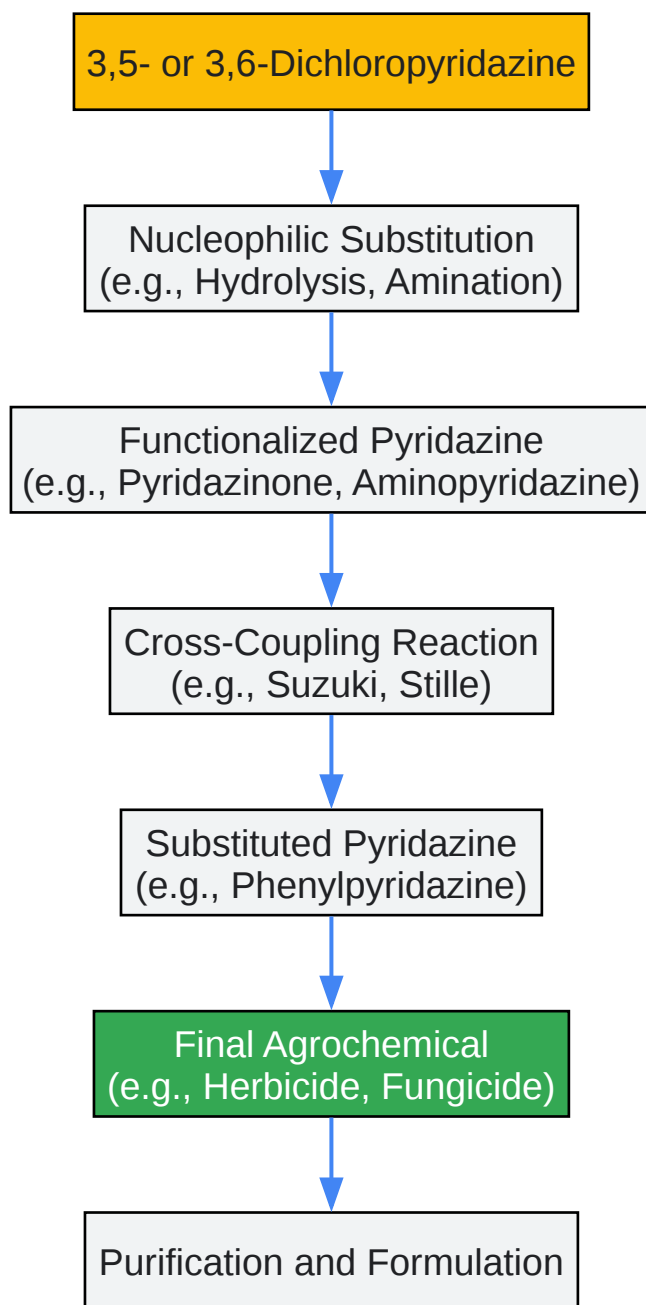 3,5- or 3,6-Dichloropyridazine
Nucleophilic Substitution
(e.g., Hydrolysis, Amination)
Functionalized Pyridazine
(e.g., Pyridazinone, Aminopyridazine)
Cross-Coupling Reaction
(e.g., Suzuki, Stille)
Substituted Pyridazine
(e.g., Phenylpyridazine)
Final Agrochemical
(e.g., Herbicide, Fungicide)
Purification and Formulation